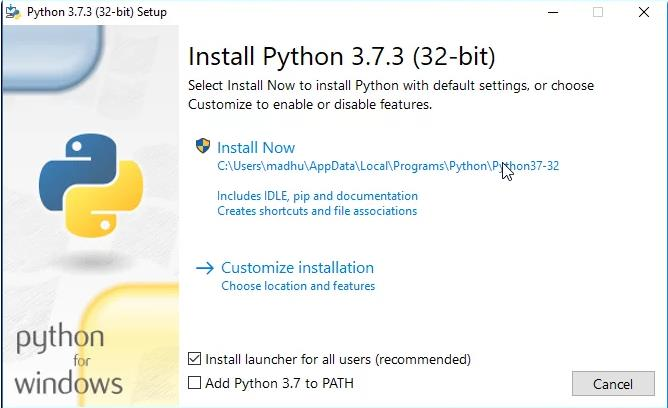 Python 3.7.3 (32-bit) Setup
Install Python 3.7.3 (32-bit)
Select Install Now to install Python with default settings, or choose
Customize to enable or disable features.
Install Now
C:\Users\madhu\AppData\Local\Programs\Python\Python37-32
Includes IDLE, pip and documentation
Creates shortcuts and file associations
Customize installation
Choose location and features
python
for
windows
Install launcher for all users (recommended)
Add Python 3.7 to PATH
Cancel